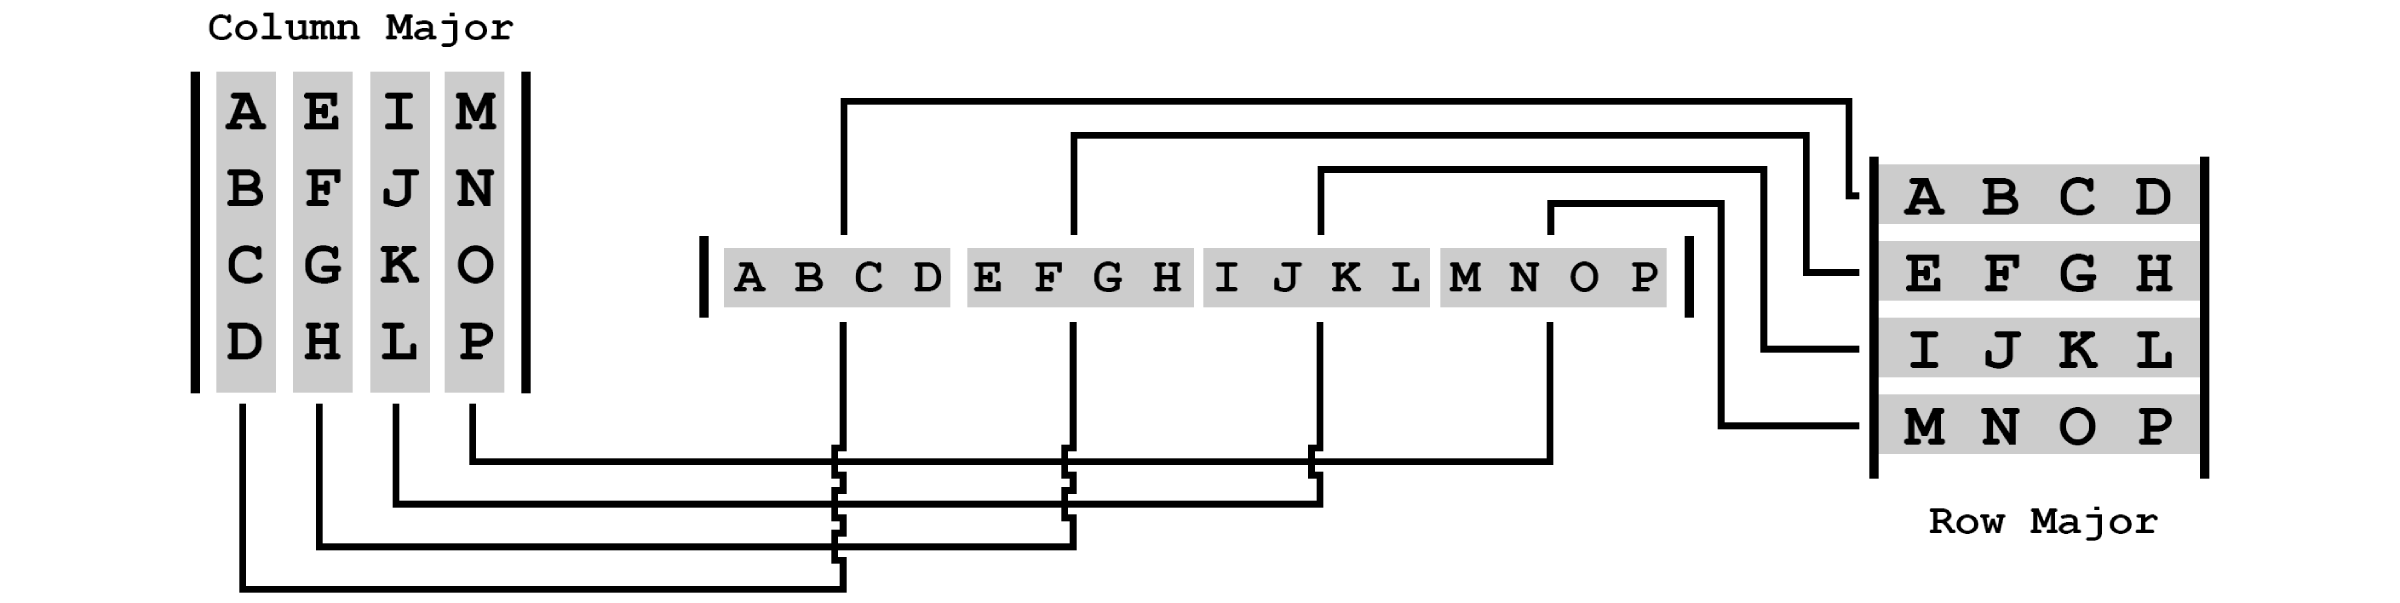 Column Major
A E I M
B F J N
C G K O
D H L P
A B C D E F G H I J K L M N O P
A B C D
E F G H
I J K L
M N O P
Row Major